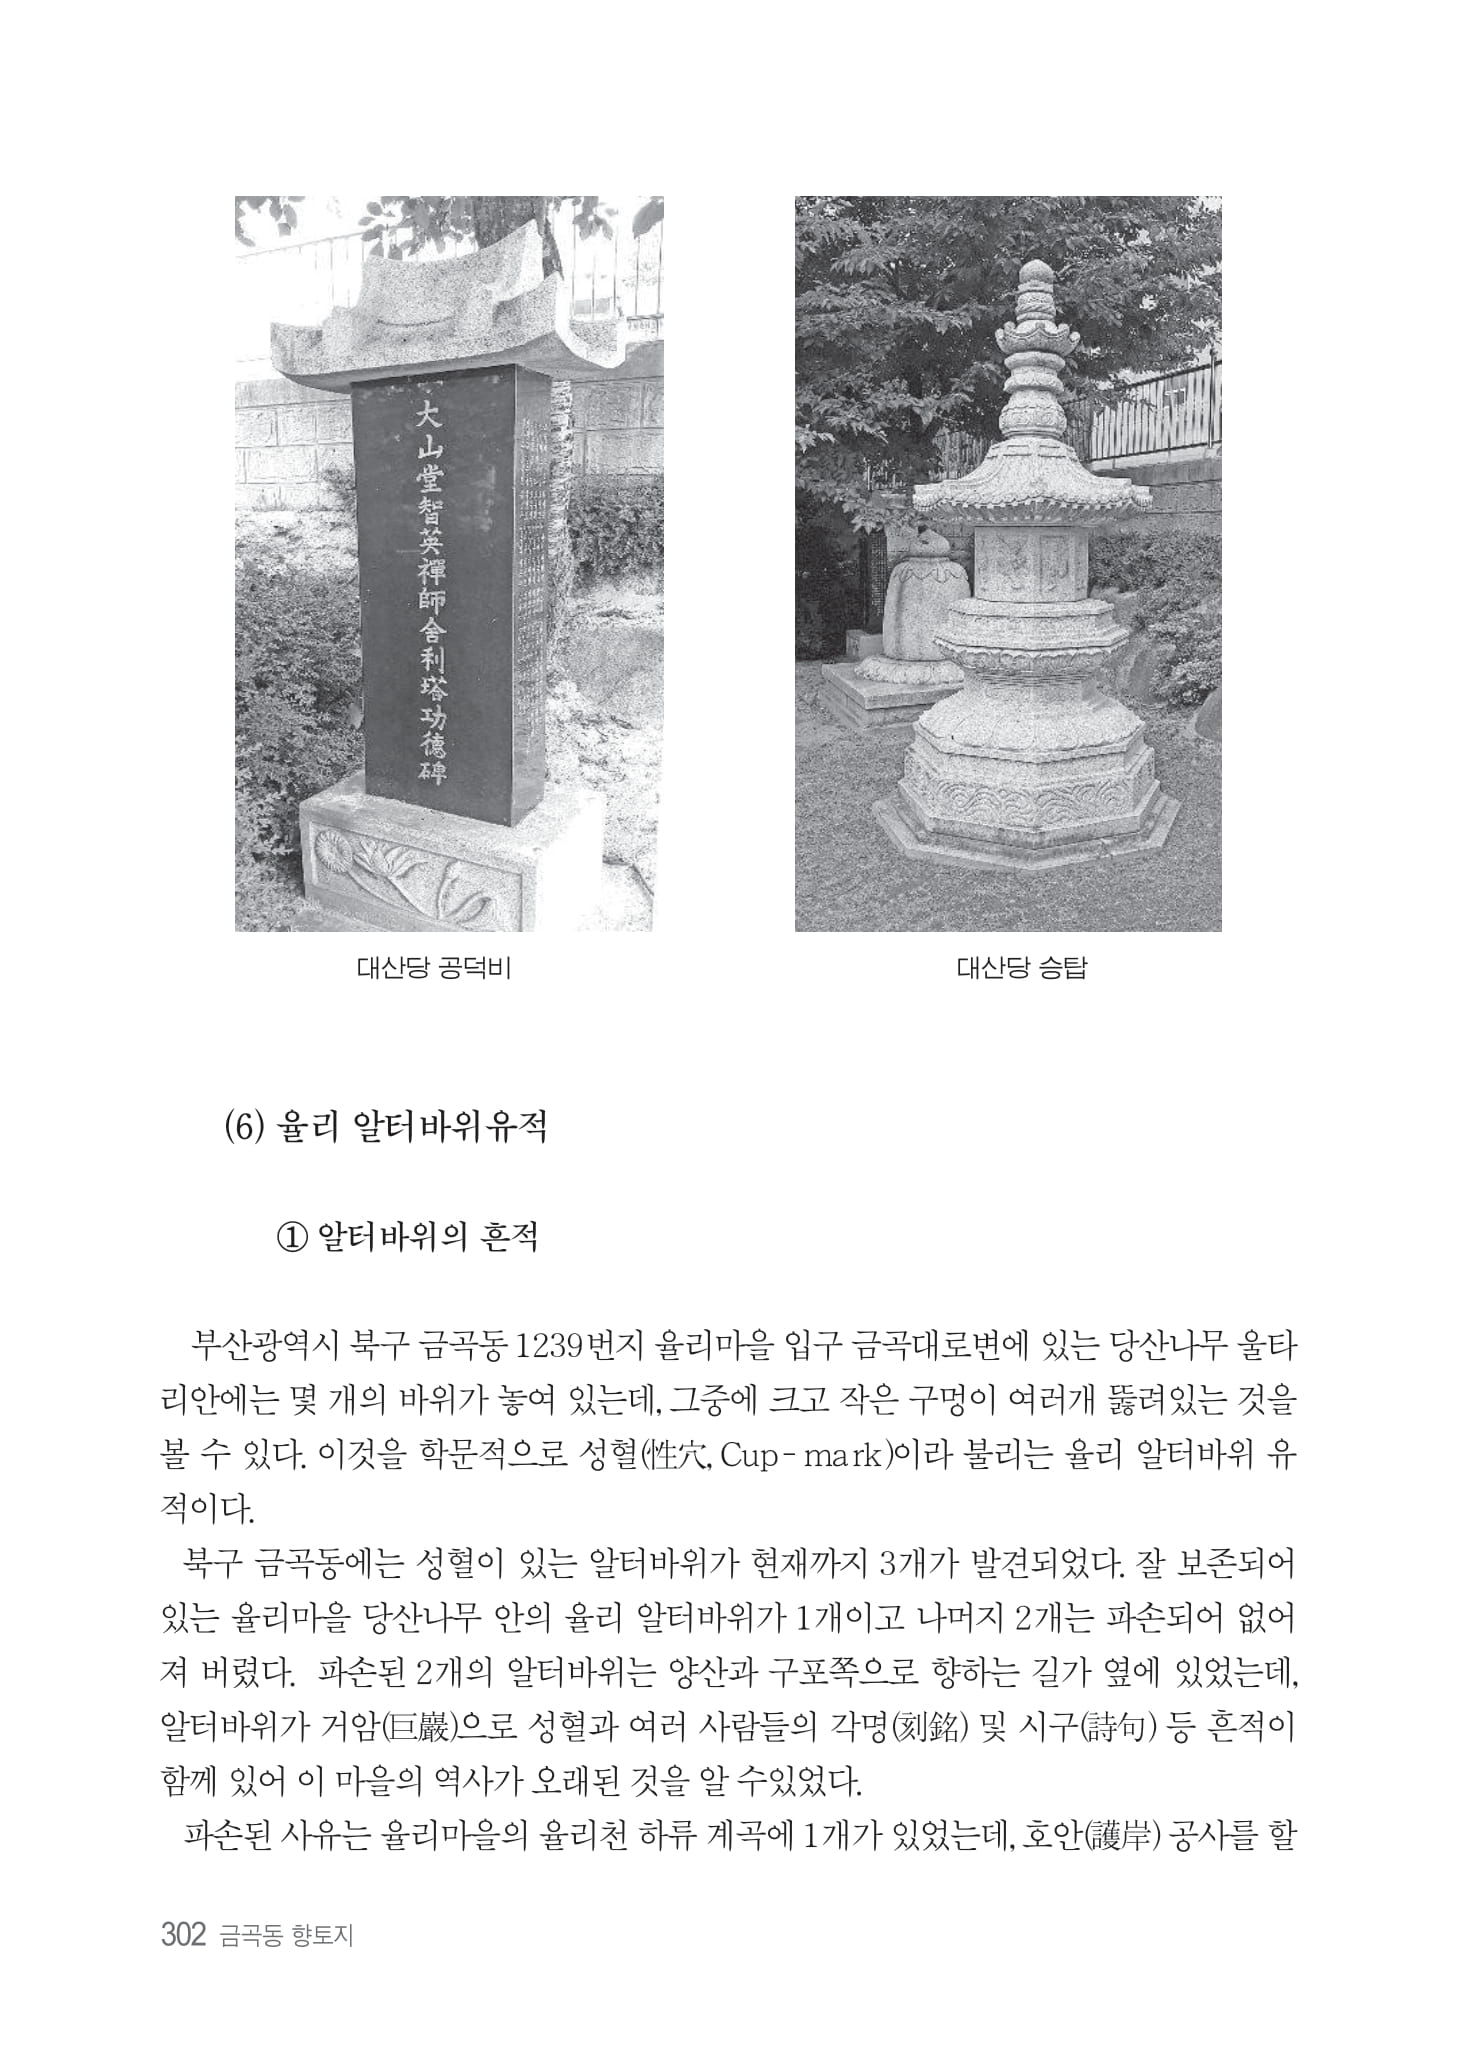 大山堂智英禪師舍利塔功德碑
대산당 공덕비
대산당 승탑
(6) 율리 알터바위유적
① 알터바위의 흔적
부산광역시 북구 금곡동 1239번지 율리마을 입구 금곡대로변에 있는 당산나무 울타
리안에는 몇 개의 바위가 놓여 있는데, 그중에 크고 작은 구멍이 여러개 뚫려있는 것을
볼 수 있다. 이것을 학문적으로 성혈(性穴, Cup-mark)이라 불리는 율리 알터바위 유
적이다.
북구 금곡동에는 성혈이 있는 알터바위가 현재까지 3개가 발견되었다. 잘 보존되어
있는 율리마을 당산나무 안의 율리 알터바위가 1개이고 나머지 2개는 파손되어 없어
져 버렸다. 파손된 2개의 알터바위는 양산과 구포쪽으로 향하는 길가 옆에 있었는데,
알터바위가 거암(巨巖)으로 성혈과 여러 사람들의 각명(刻銘) 및 시구(詩句) 등 흔적이
함께 있어 이 마을의 역사가 오래된 것을 알 수있었다.
파손된 사유는 율리마을의 율리천 하류 계곡에 1개가 있었는데, 호안(護岸) 공사를 할
302 금곡동 향토지